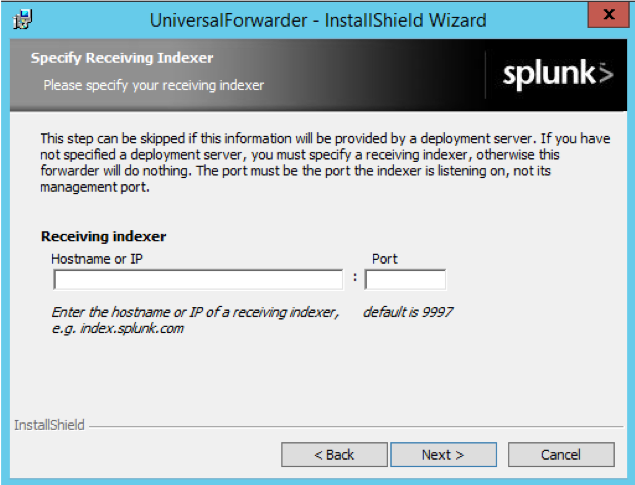 UniversalForwarder - InstallShield Wizard
x
Specify Receiving Indexer
Please specify your receiving indexer
splunk>
This step can be skipped if this information will be provided by a deployment server. If you have
not specified a deployment server, you must specify a receiving indexer, otherwise this
forwarder will do nothing. The port must be the port the indexer is listening on, not its
management port.
Receiving indexer
Hostname or IP Port
:
Enter the hostname or IP of a receiving indexer, default is 9997
e.g. index.splunk.com
InstallShield
< Back Next > Cancel